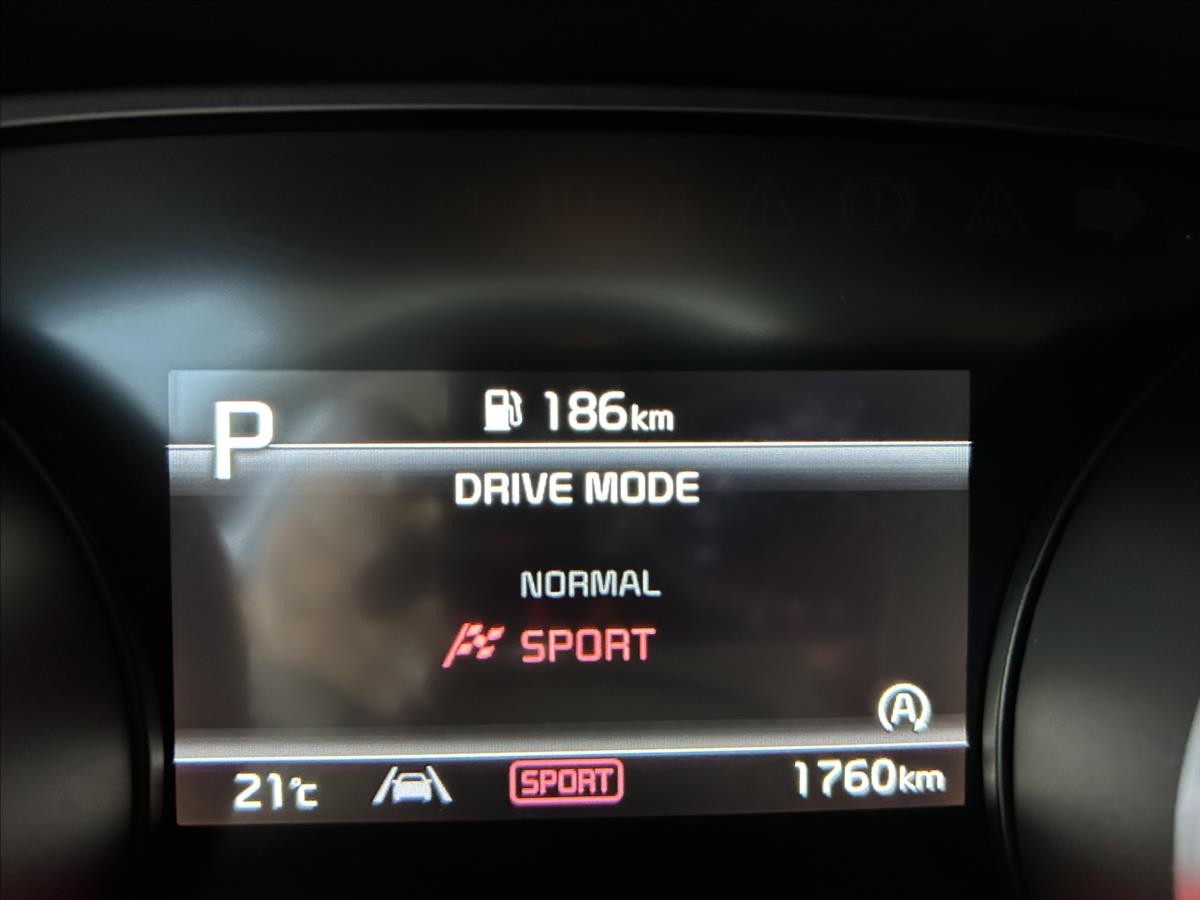 P
186km
DRIVE MODE
NORMAL
SPORT
A
21°C
SPORT
1760km